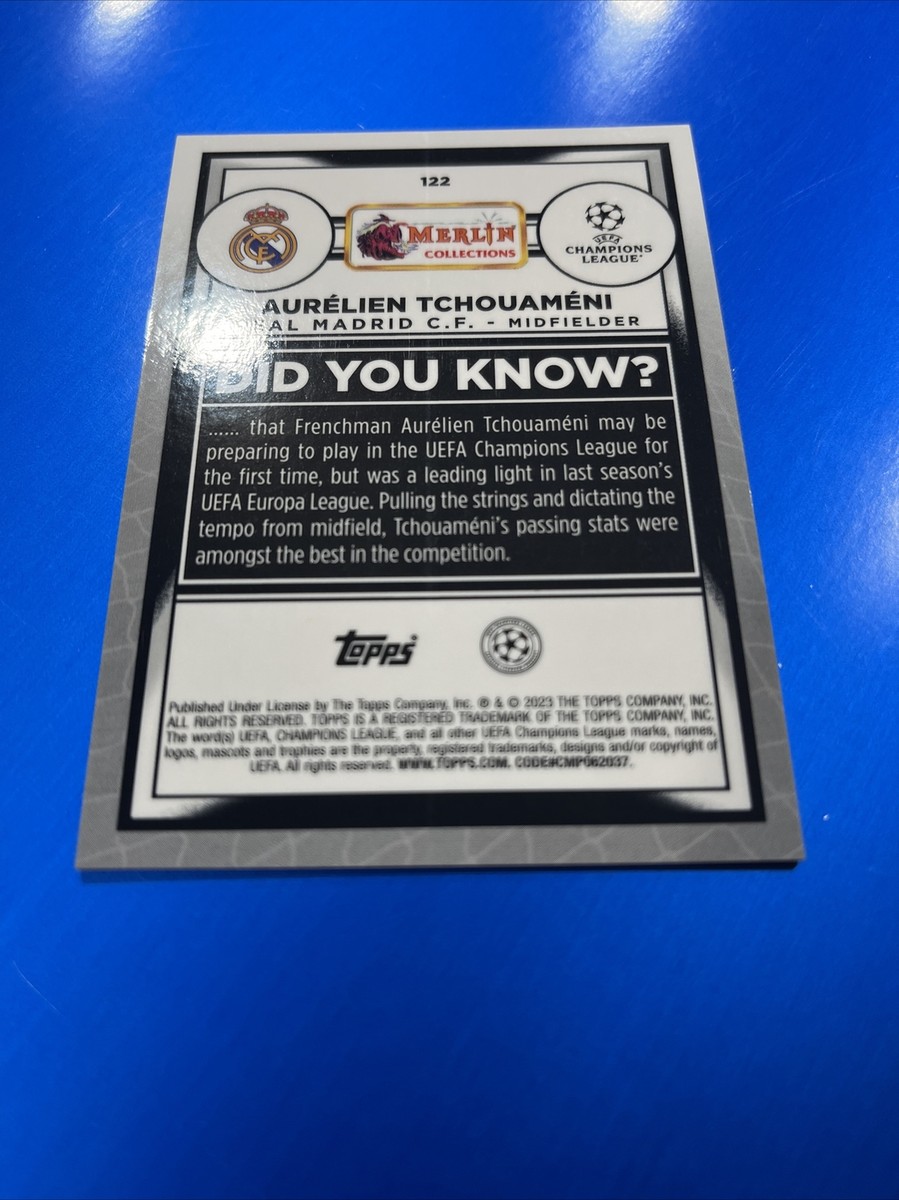 122
MERLIN
COLLECTIONS
UEFA
CHAMPIONS
LEAGUE
AURÉLIEN TCHOUAMÉNI
REAL MADRID C.F. - MIDFIELDER
DID YOU KNOW?
...... that Frenchman Aurélien Tchouaméni may be
preparing to play in the UEFA Champions League for
the first time, but was a leading light in last season's
UEFA Europa League. Pulling the strings and dictating the
tempo from midfield, Tchouaméni's passing stats were
amongst the best in the competition.
Topps
Published Under License by The Topps Company, Inc. ® & © 2023 THE TOPPS COMPANY, INC.
ALL RIGHTS RESERVED. TOPPS IS A REGISTERED TRADEMARK OF THE TOPPS COMPANY, INC.
The word(s) UEFA, CHAMPIONS LEAGUE, and all other UEFA Champions League marks, names,
logos, mascots and trophies are the property, registered trademarks, designs and/or copyright of
UEFA. All rights reserved. WWW.TOPPS.COM. CODE#CMP062037.